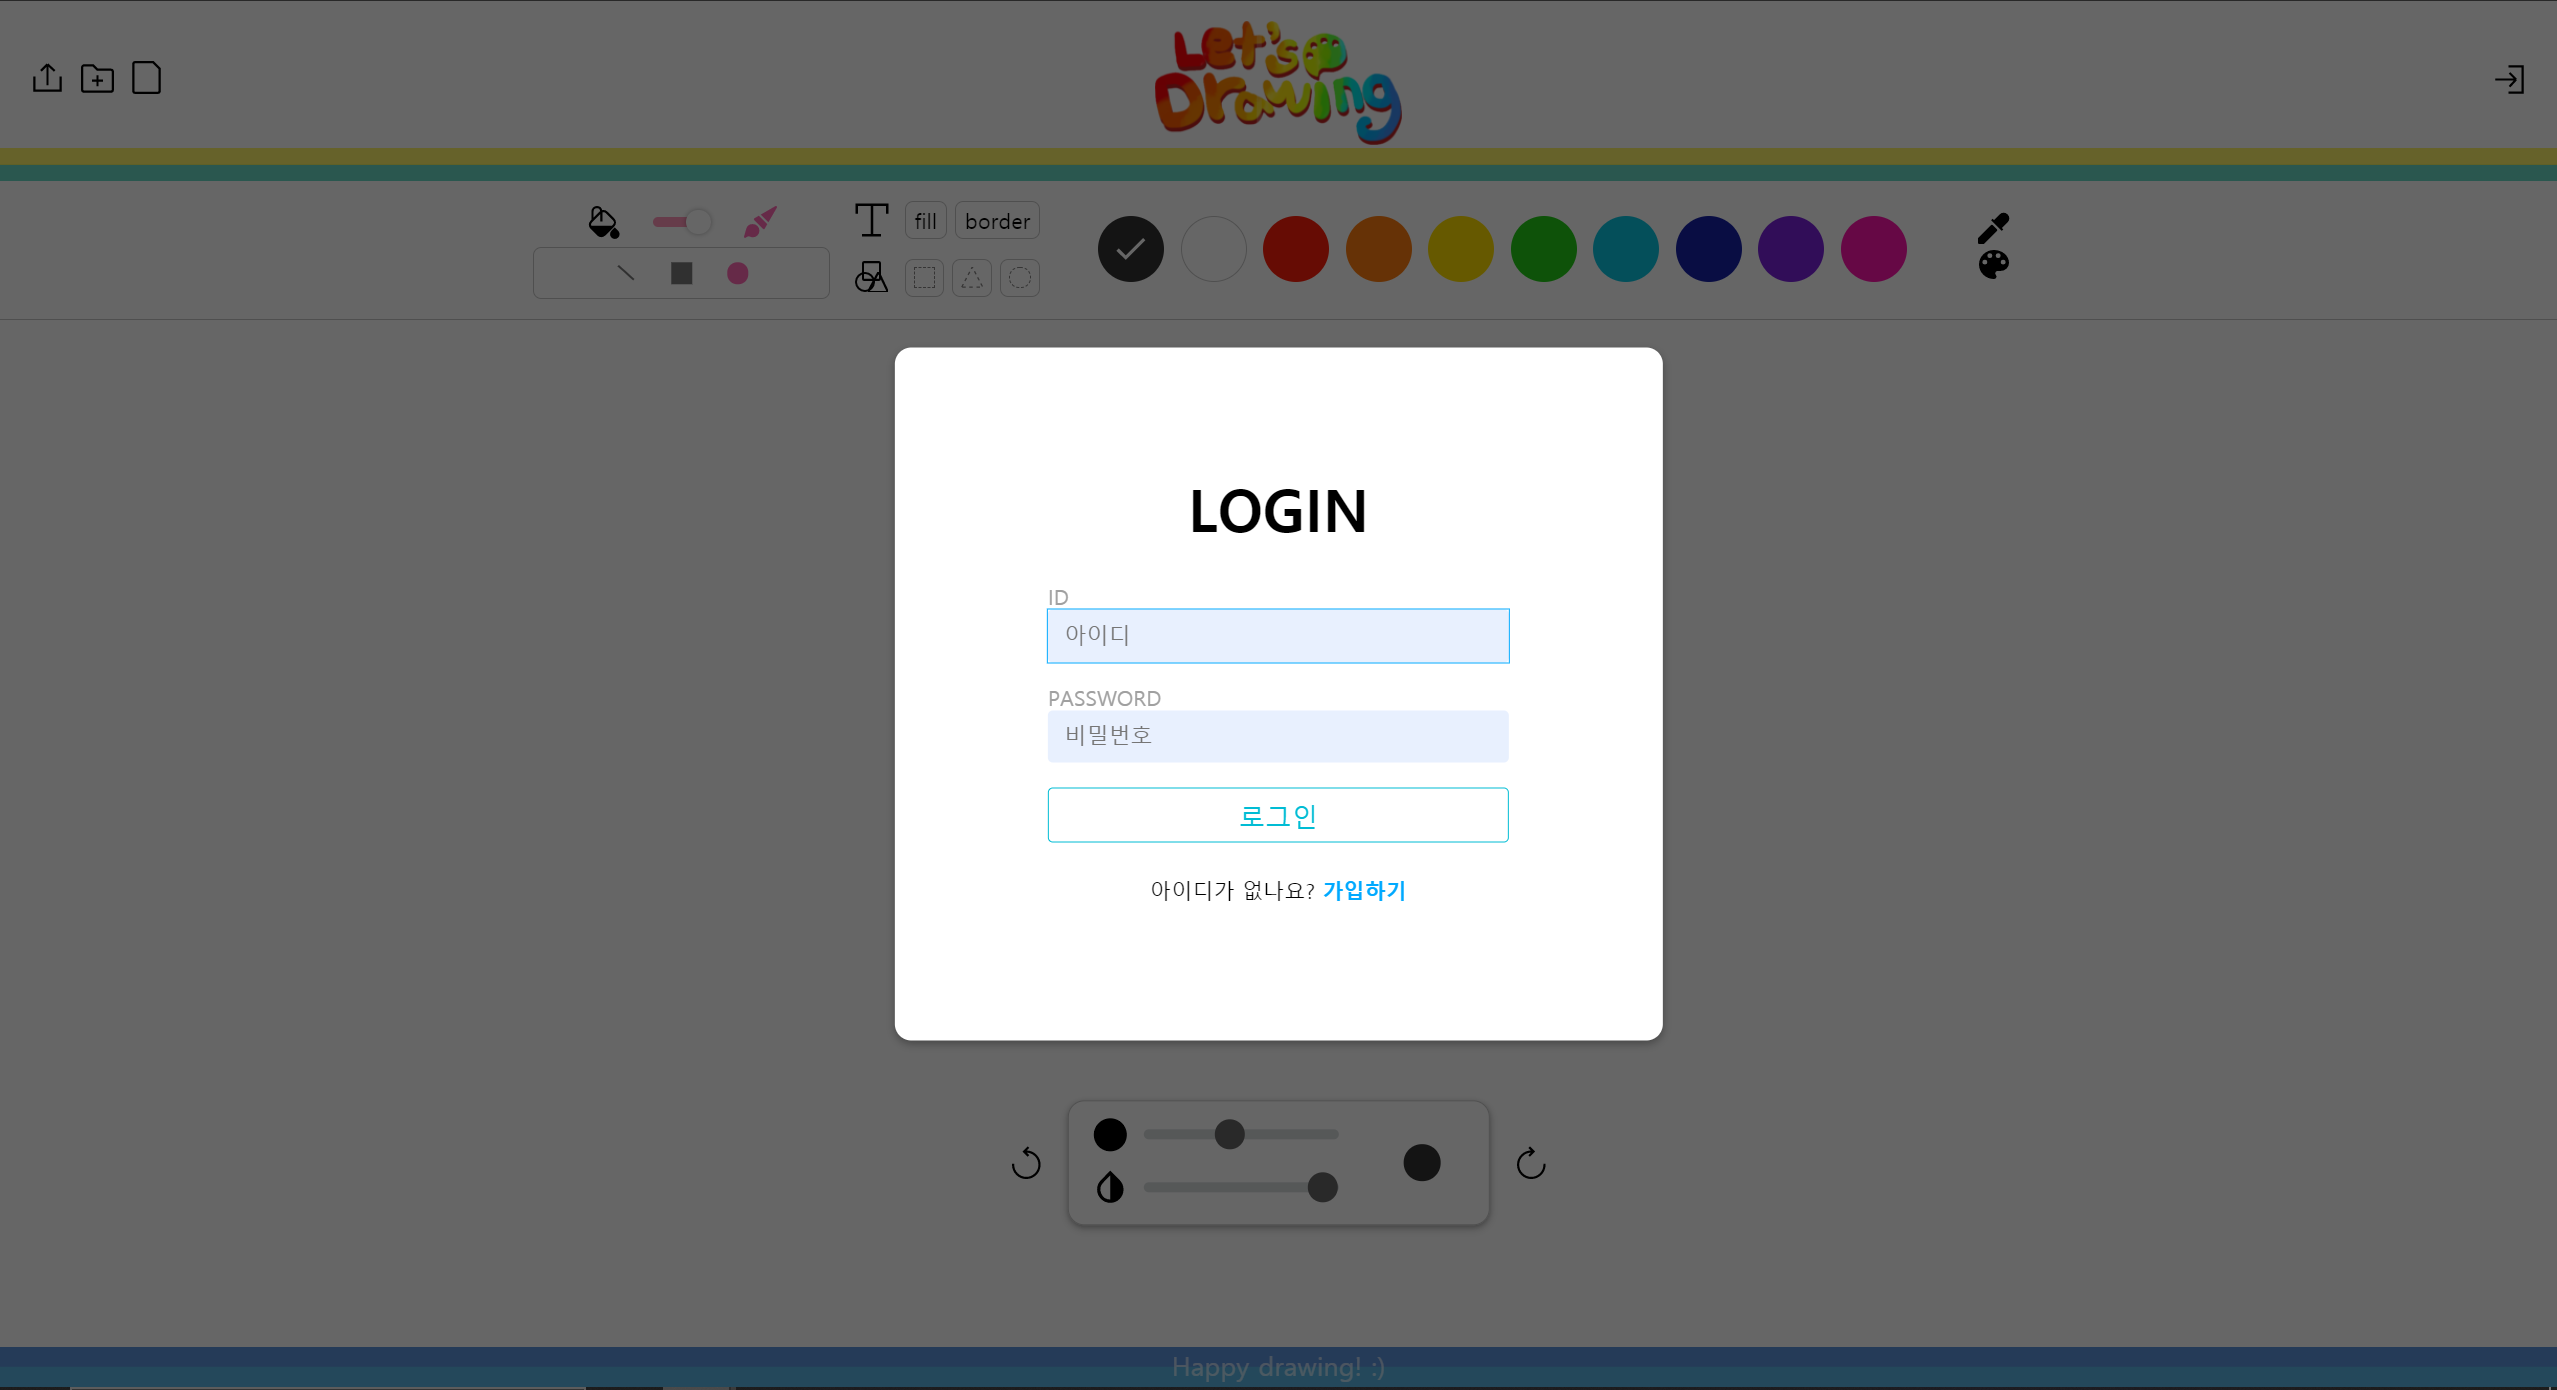 Let's
Drawing
fill border
LOGIN
ID
아이디
PASSWORD
비밀번호
로그인
아이디가 없나요? 가입하기
Happy drawing! :)